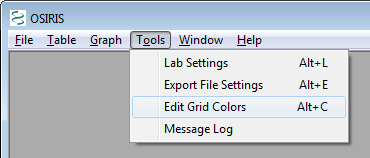 OSIRIS
File Table Graph Tools Window Help
Lab Settings Alt+L
Export File Settings Alt+E
Edit Grid Colors Alt+C
Message Log